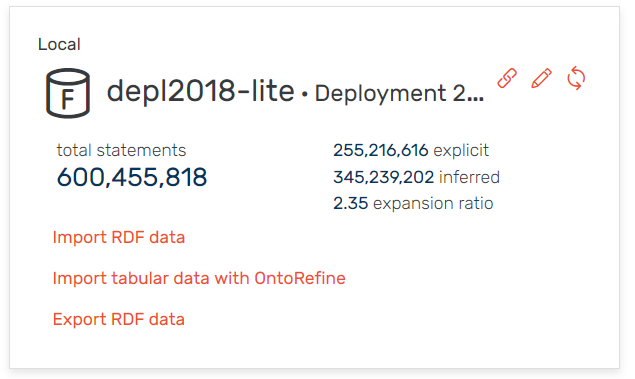 Local
F depl2018-lite • Deployment 2...
total statements
600,455,818
255,216,616 explicit
345,239,202 inferred
2.35 expansion ratio
Import RDF data
Import tabular data with OntoRefine
Export RDF data